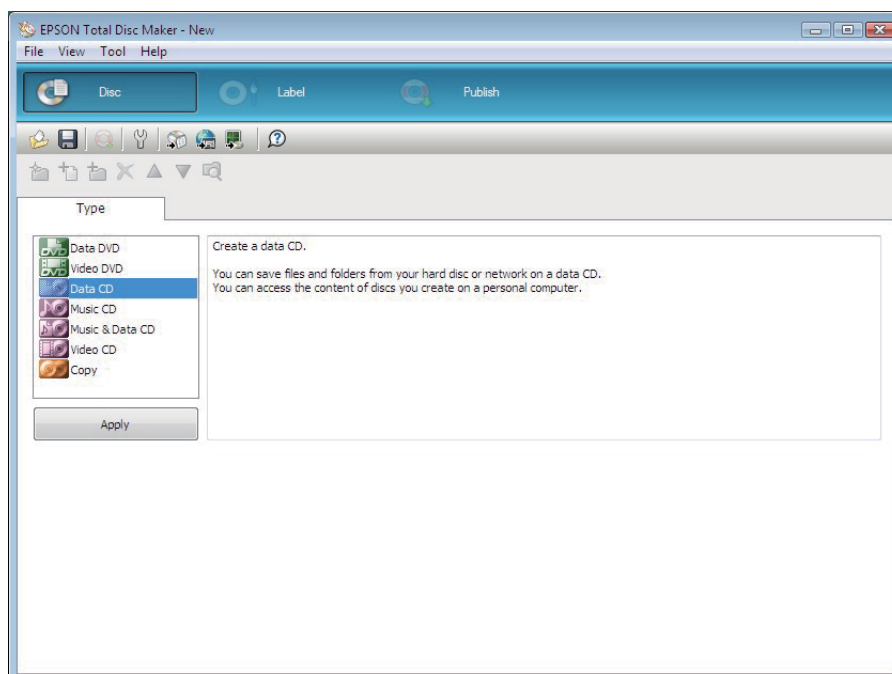 EPSON Total Disc Maker - New
File View Tool Help
Disc Label Publish
Type
Data DVD
Video DVD
Data CD
Music CD
Music & Data CD
Video CD
Copy
Apply
Create a data CD.
You can save files and folders from your hard disc or network on a data CD.
You can access the content of discs you create on a personal computer.